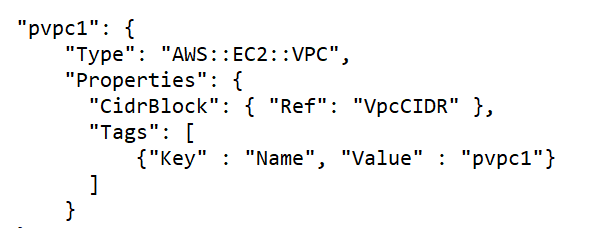 "pvpc1": {
"Type": "AWS::EC2::VPC",
"Properties": {
"CidrBlock": { "Ref": "VpcCIDR" },
"Tags": [
{"Key" : "Name", "Value" : "pvpc1"}
]
}